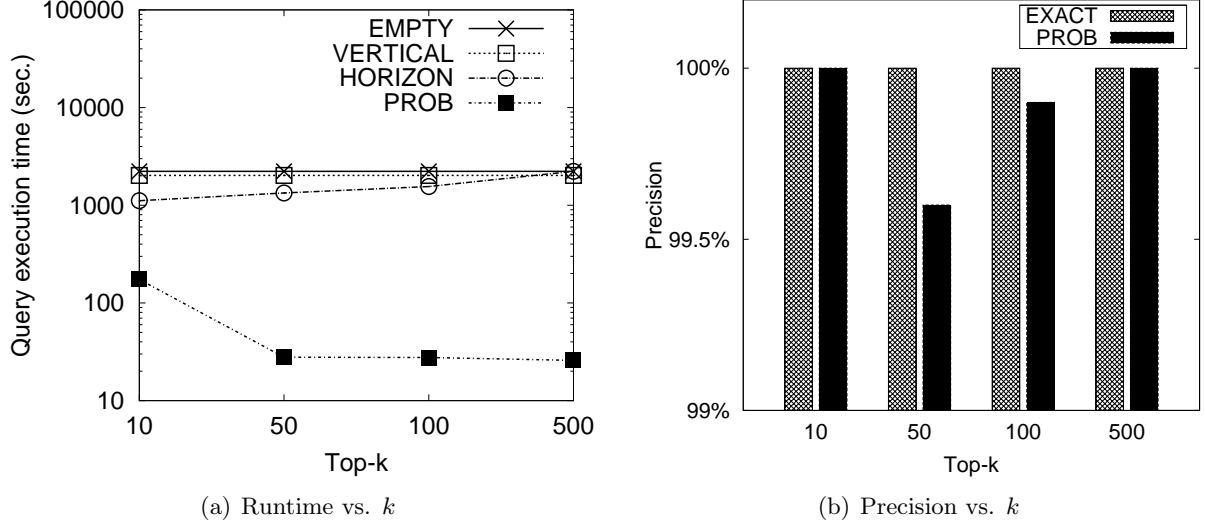 100000
10000
1000
100
10
Query execution time (sec.)
EMPTY
VERTICAL
HORIZON
PROB
10 50 100 500
Top-k
(a) Runtime vs. k
EXACT
PROB
100%
99.5%
99%
Precision
10 50 100 500
Top-k
(b) Precision vs. k